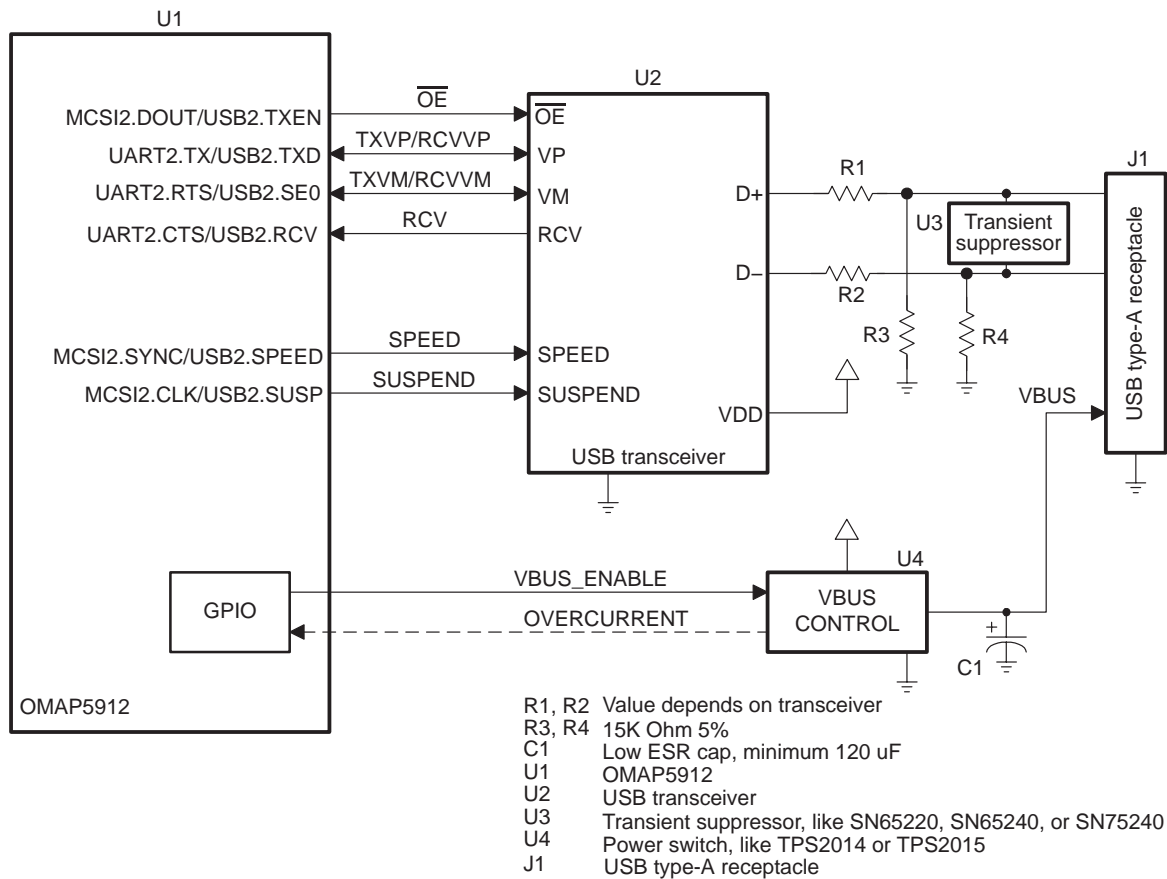 U1
U2
MCSI2.DOUT/USB2.TXEN
OE
OE
UART2.TX/USB2.TXD
TXVP/RCVVP
VP
UART2.RTS/USB2.SE0
TXVM/RCVVM
VM
UART2.CTS/USB2.RCV
RCV
RCV
MCSI2.SYNC/USB2.SPEED
SPEED
SPEED
MCSI2.CLK/USB2.SUSP
SUSPEND
SUSPEND
D+
D−
VDD
USB transceiver
R1
R2
R3
R4
U3
Transient
suppressor
J1
USB type-A receptacle
VBUS
GPIO
VBUS_ENABLE
OVERCURRENT
U4
VBUS
CONTROL
+
C1
OMAP5912
R1, R2 Value depends on transceiver
R3, R4 15K Ohm 5%
C1 Low ESR cap, minimum 120 uF
U1 OMAP5912
U2 USB transceiver
U3 Transient suppressor, like SN65220, SN65240, or SN75240
U4 Power switch, like TPS2014 or TPS2015
J1 USB type-A receptacle